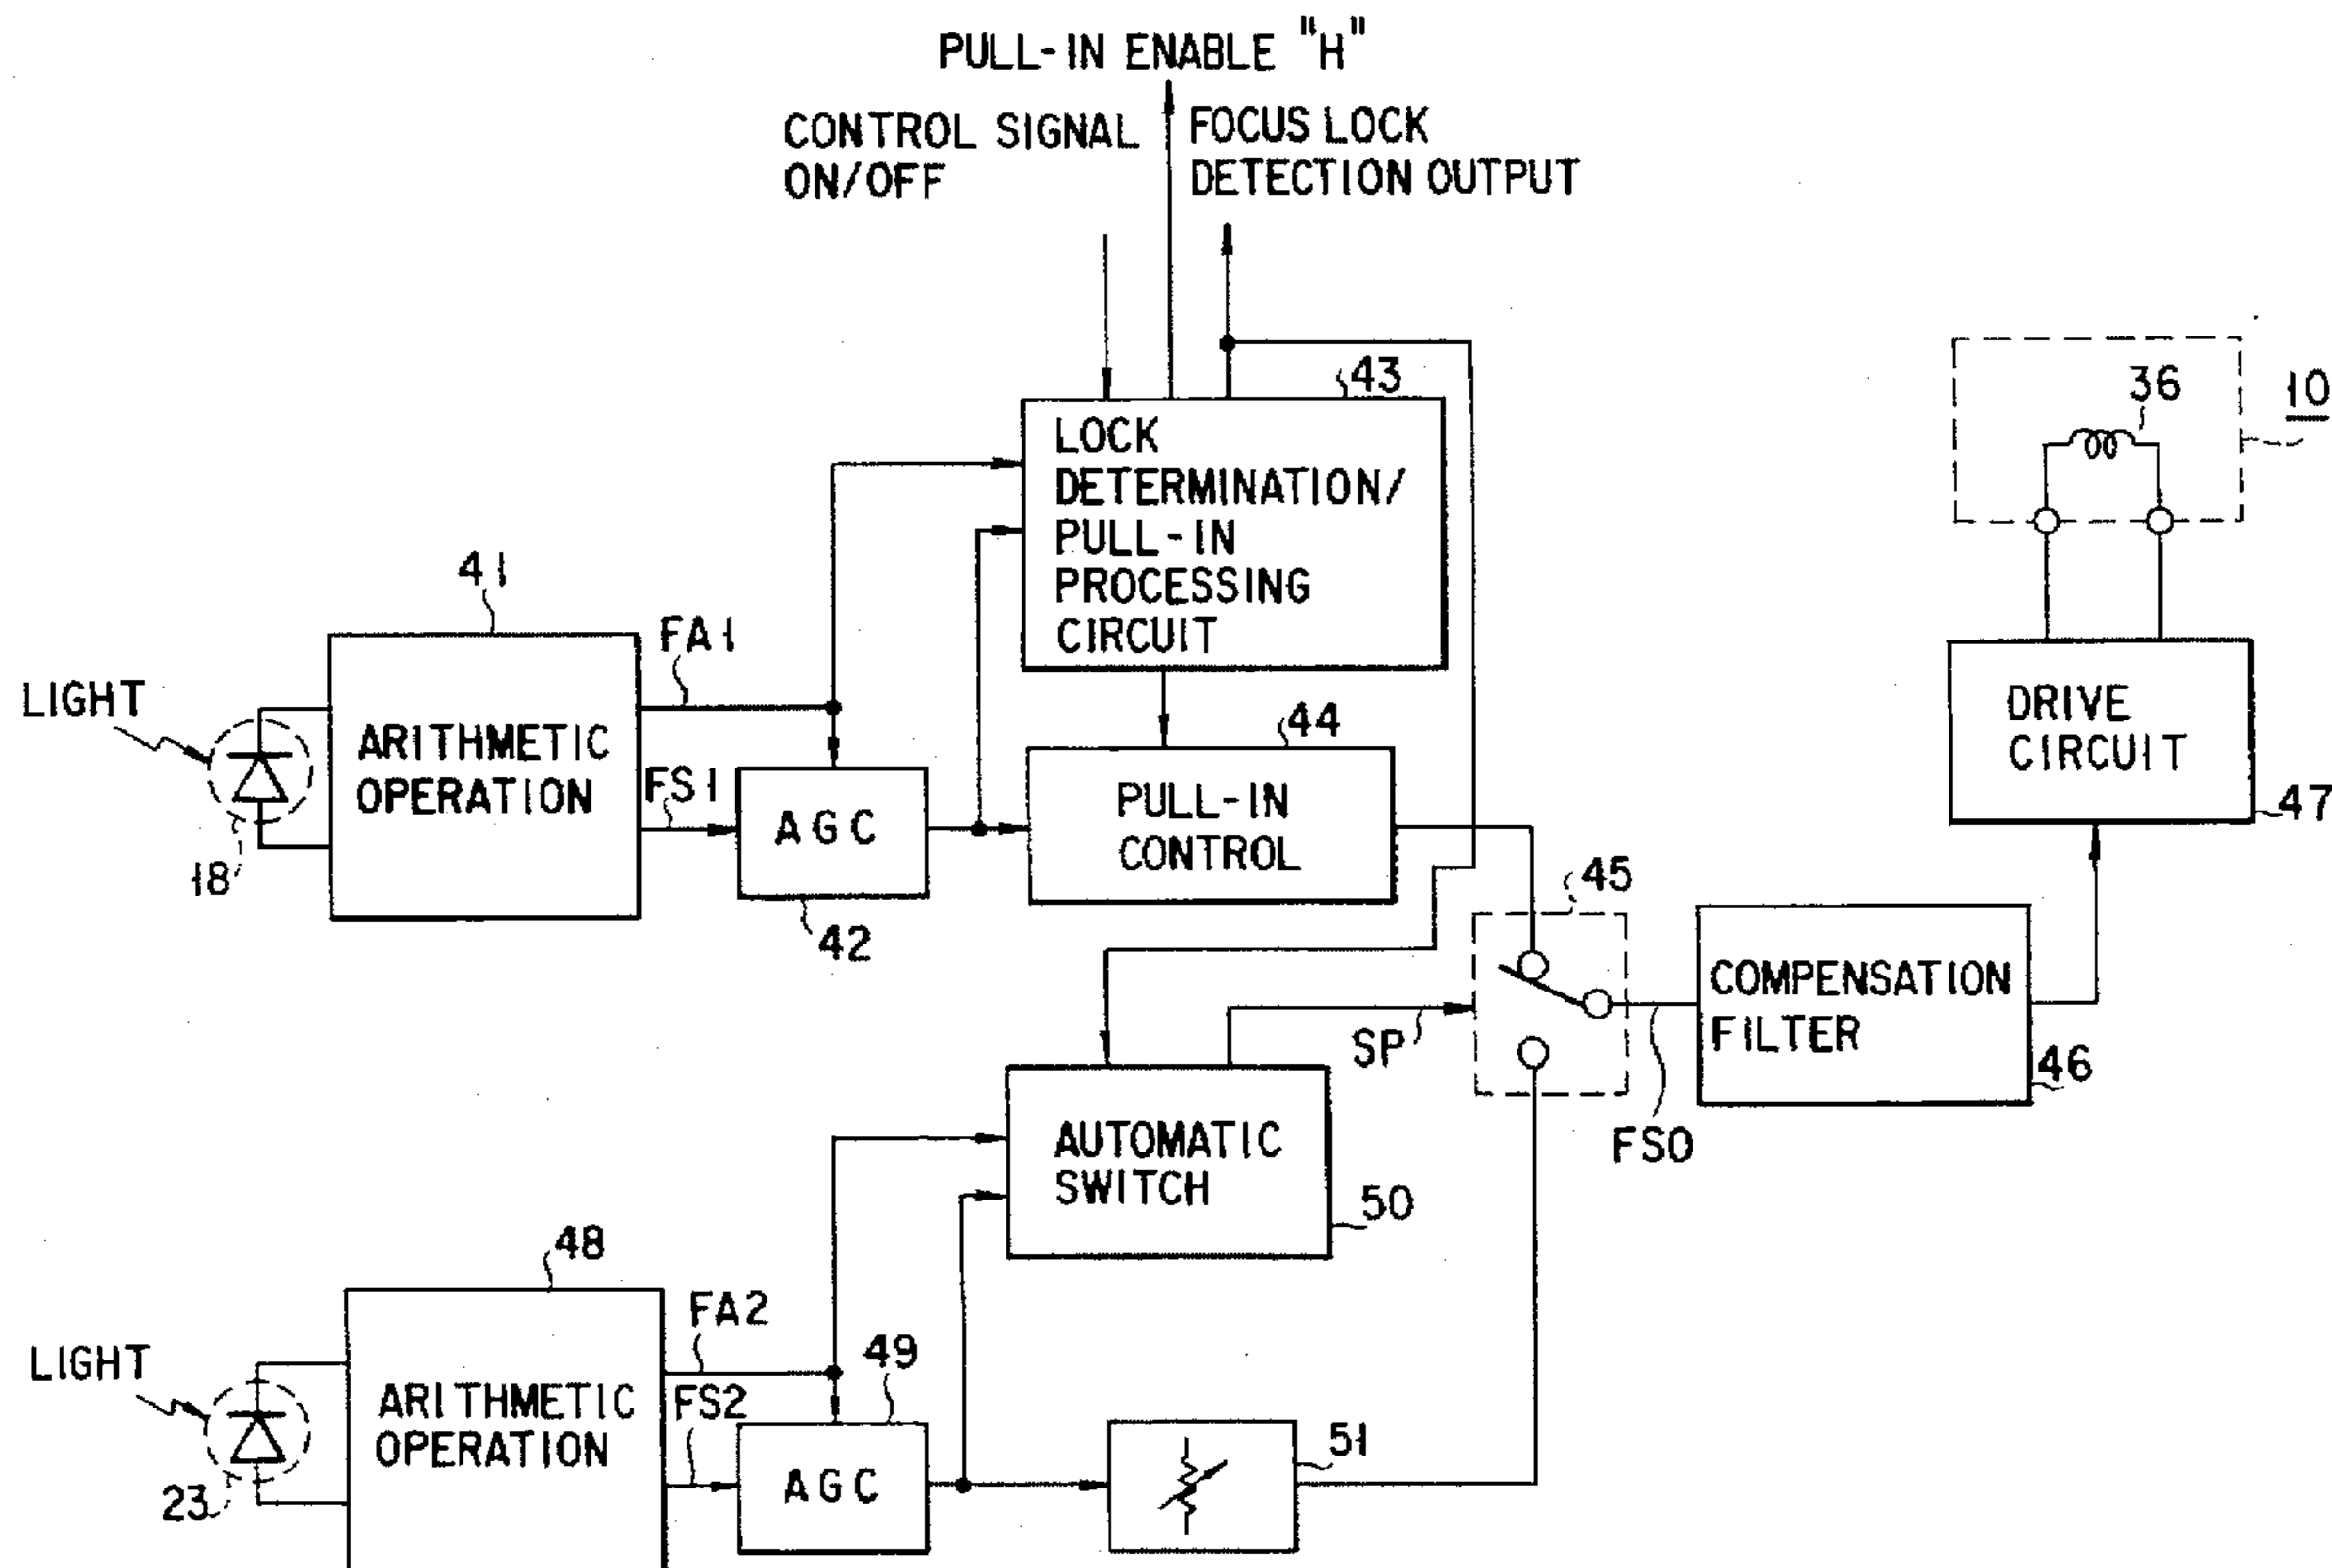 PULL-IN ENABLE "H"
CONTROL SIGNAL
ON/OFF
FOCUS LOCK
DETECTION OUTPUT
43
LOCK
DETERMINATION/
PULL-IN
PROCESSING
CIRCUIT
36
10
41
FA1
LIGHT
ARITHMETIC
OPERATION
FS1
18
AGC
42
44
PULL-IN
CONTROL
DRIVE
CIRCUIT
47
45
COMPENSATION
FILTER
46
SP
FS0
AUTOMATIC
SWITCH
50
48
FA2
LIGHT
ARITHMETIC
OPERATION
FS2
23
49
AGC
51